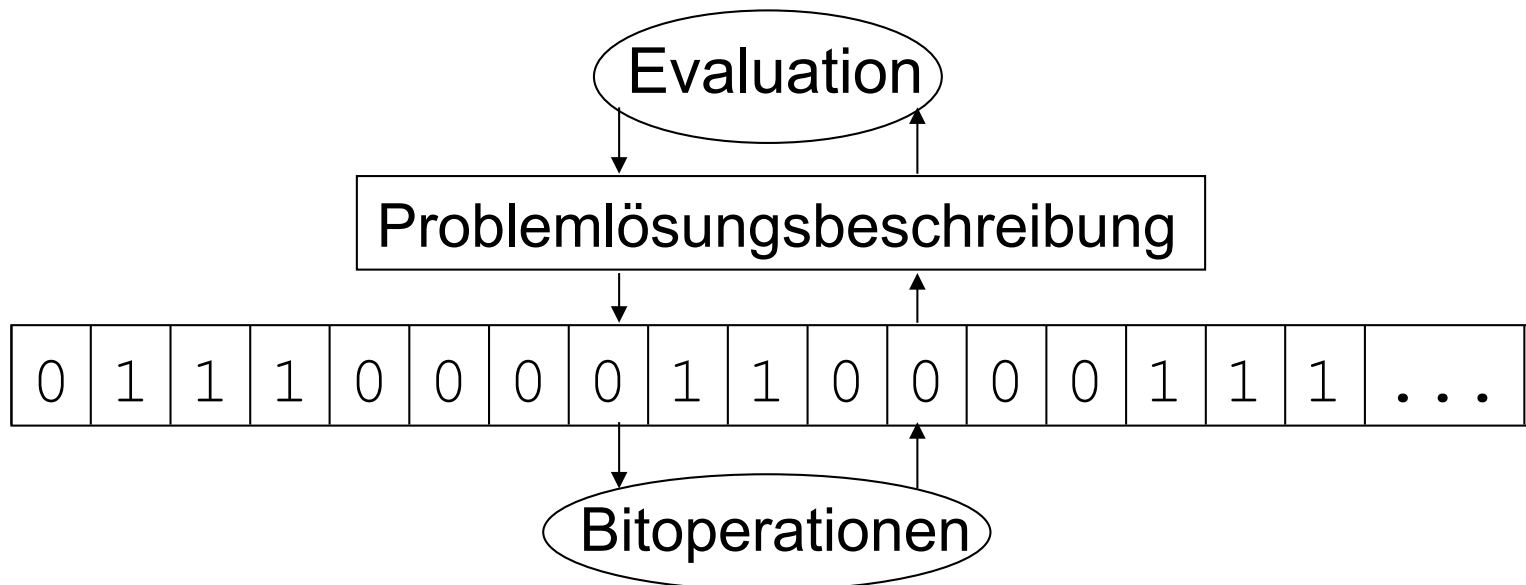 Evaluation
Problemlösungsbeschreibung
0 1 1 1 0 0 0 0 1 1 0 0 0 0 1 1 1 ...
Bitoperationen